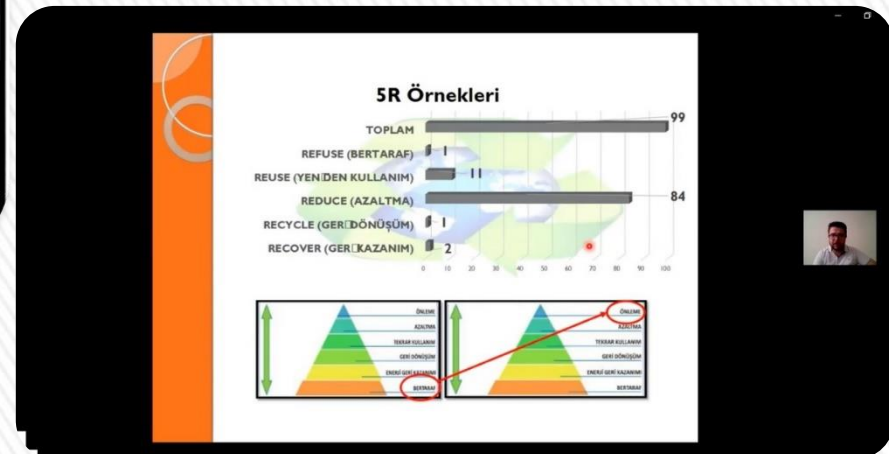 5R Örnekleri
TOPLAM 99
REFUSE (BERTARAF) 1
REUSE (YEN□DEN KULLANIM) 11
REDUCE (AZALTMA) 84
RECYCLE (GER□DÖNÜŞÜM) 1
RECOVER (GER□KAZANIM) 2
0 10 20 30 40 50 60 70 80 90 100
ÖNLEME
AZALTMA
TEKRAR KULLANIM
GERİ DÖNÜŞÜM
ENERJİ GERİ KAZANIMI
BERTARAF
ÖNLEME
AZALTMA
TEKRAR KULLANIM
GERİ DÖNÜŞÜM
ENERJİ GERİ KAZANIMI
BERTARAF